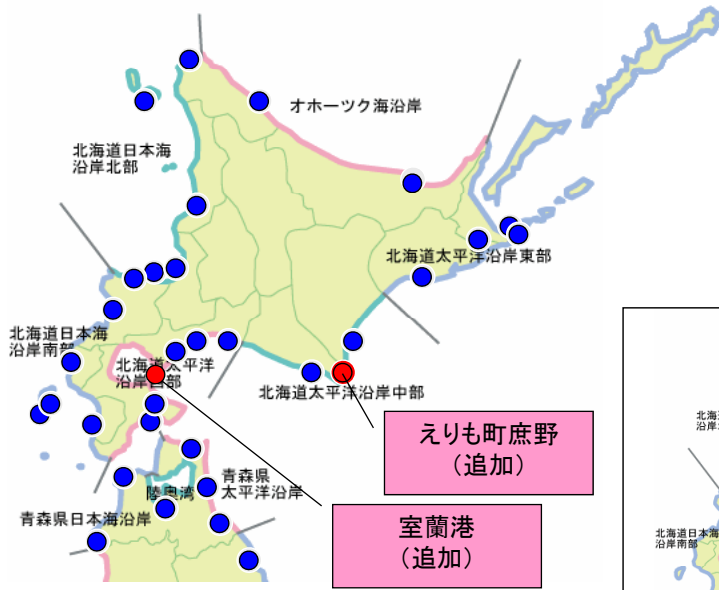 オホーツク海沿岸
北海道日本海
沿岸北部
北海道太平洋沿岸東部
北海道日本海
沿岸南部
北海道太平洋
沿岸西部
北海道太平洋沿岸中部
えりも町庶野
（追加）
青森県
太平洋沿岸
陸奥湾
青森県日本海沿岸
室蘭港
（追加）
北海道日本海
沿岸南部